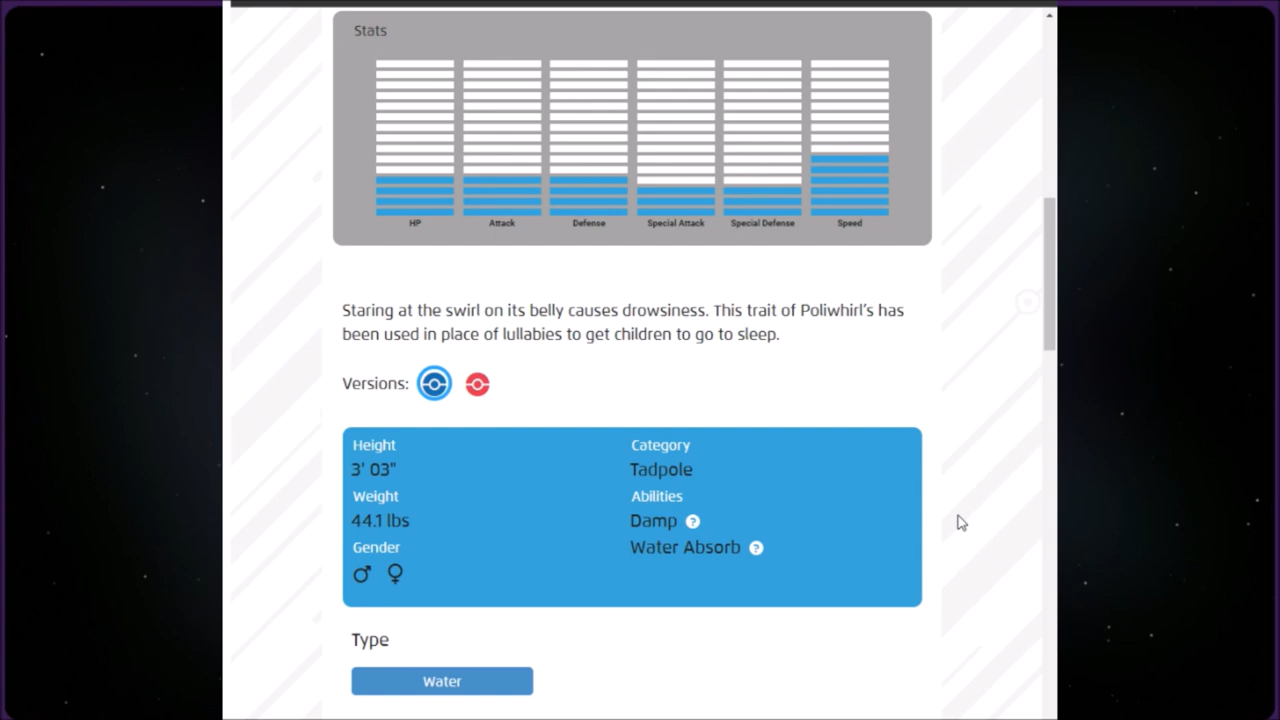 Stats
HP Attack Defense Special Attack Special Defense Speed
Staring at the swirl on its belly causes drowsiness. This trait of Poliwhirl's has
been used in place of lullabies to get children to go to sleep.
Versions:
Height
3' 03"
Weight
44.1 lbs
Gender
♂ ♀
Category
Tadpole
Abilities
Damp ?
Water Absorb ?
Type
Water